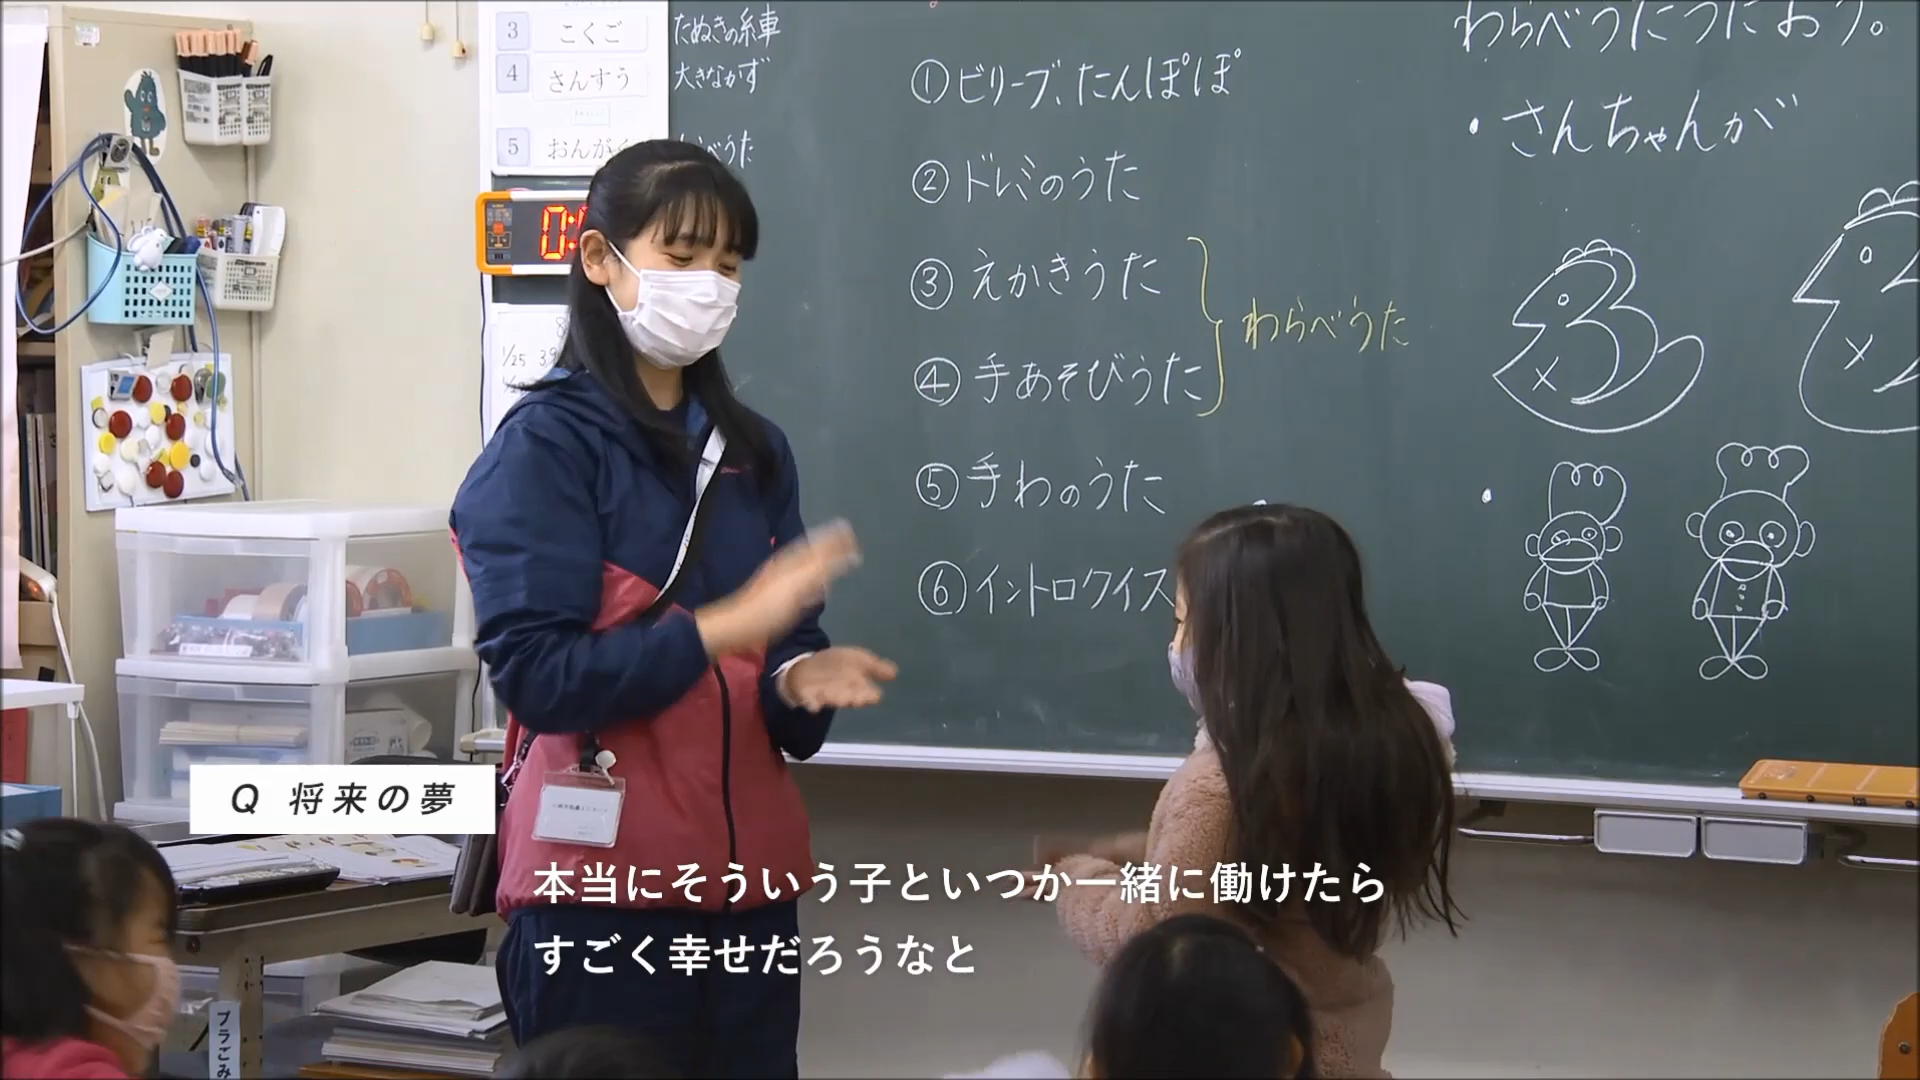 3 こくご たぬきの糸車
4 さんすう 大きなかず
5 おんがく
①ビリーブ、たんぽぽ
②ドレミのうた
③えかきうた
④手あそびうた
わらべうた
⑤手わのうた
⑥イントロクイズ
わらべうたうたおう。
・さんちゃんが
1/25
Q 将来の夢
本当にそういう子といつか一緒に働けたら
すごく幸せだろうなと
プラごみ